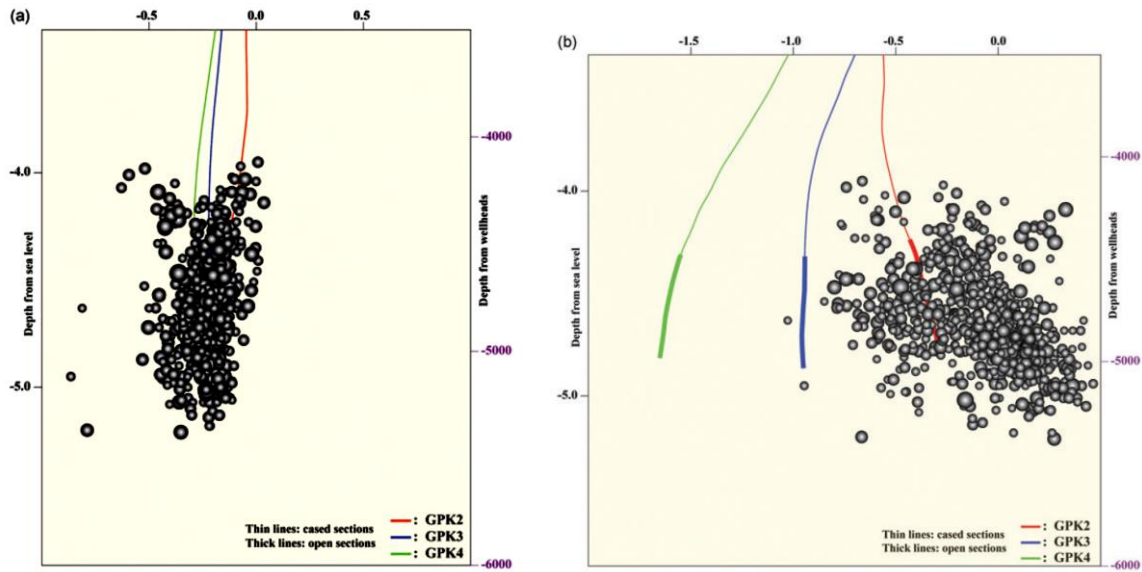 (a)
-0.5 0.0 0.5
-4.0
-5.0
Depth from sea level
-4000
-5000
-6000
Depth from wellheads
Thin lines: cased sections
Thick lines: open sections
: GPK2
: GPK3
: GPK4
(b)
-1.5 -1.0 -0.5 0.0
-4.0
-5.0
Depth from sea level
-4000
-5000
-6000
Depth from wellheads
Thin lines: cased sections
Thick lines: open sections
: GPK2
: GPK3
: GPK4